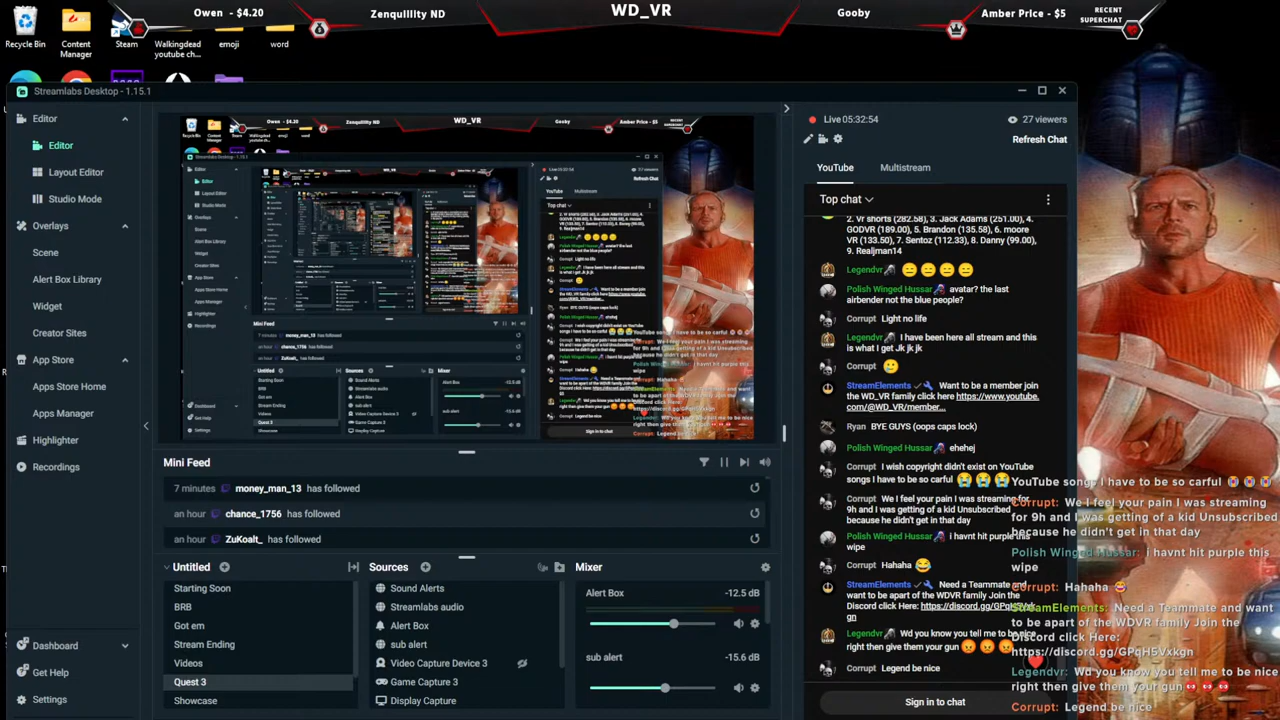 Owen - $4.20
Zenquillity ND
WD_VR
Gooby
Amber Price - $5
RECENT
SUPERCHAT
Recycle Bin
Content
Manager
Steam
Walkingdead
youtube ch...
emoji
word
Streamlabs Desktop - 1.15.1
Editor
Editor
Layout Editor
Studio Mode
Overlays
Scene
Alert Box Library
Widget
Creator Sites
App Store
Apps Store Home
Apps Manager
Highlighter
Recordings
Dashboard
Get Help
Settings
Mini Feed
7 minutes money_man_13 has followed
an hour chance_1756 has followed
an hour ZuKoalt_ has followed
Untitled
Starting Soon
BRB
Got em
Stream Ending
Videos
Quest 3
Showcase
Sources
Sound Alerts
Streamlabs audio
Alert Box
sub alert
Video Capture Device 3
Game Capture 3
Display Capture
Mixer
Alert Box -12.5 dB
sub alert -15.6 dB
Live 05:32:54 27 viewers
Refresh Chat
YouTube Multistream
Top chat
2. Vr Shorts (282.58), 3. Jack Adams (251.00), 4.
GODVR (189.00), 5. Brandon (135.58), 6. moore
VR (133.50), 7. Sentoz (112.33), 8. Danny (99.00),
9. Realjman14
Legendvr 😑 😑 😑 😑
Polish Winged Hussar avatar? the last
airbender not the blue people?
Corrupt Light no life
Legendvr I have been here all stream and this
is what I get Jk jk jk
Corrupt 🥲
StreamElements Want to be a member join
the WD_VR family click here https://www.youtube.
com/@WD_VR/member...
Ryan BYE GUYS (oops caps lock)
Polish Winged Hussar ehehej
Corrupt I wish copyright didn't exist on YouTube
songs I have to be so carful 😭 😭 😭
Corrupt We I feel your pain I was streaming for
9h and I was getting of a kid Unsubscribed
because he didn't get in that day
Polish Winged Hussar i havnt hit purple this
wipe
Corrupt Hahaha 😂
StreamElements Need a Teammate and
want to be apart of the WDVR family Join the
Discord click Here: https://discord.gg/GPqH5Vxk
gn
Legendvr Wd you know you tell me to be nice
right then give them your gun 😡 😡 😡
Corrupt Legend be nice
Sign in to chat
YouTube songs I have to be so carful 😭 😭 😭
Corrupt: We I feel your pain I was streaming
for 9h and I was getting of a kid Unsubscribed
because he didn't get in that day
Polish Winged Hussar: i havnt hit purple this
wipe
Corrupt: Hahaha 😂
StreamElements: Need a Teammate and want
to be apart of the WDVR family Join the
Discord click Here:
https://discord.gg/GPqH5Vxkgn
Legendvr: Wd you know you tell me to be nice
right then give them your gun
Corrupt: Legend be nice